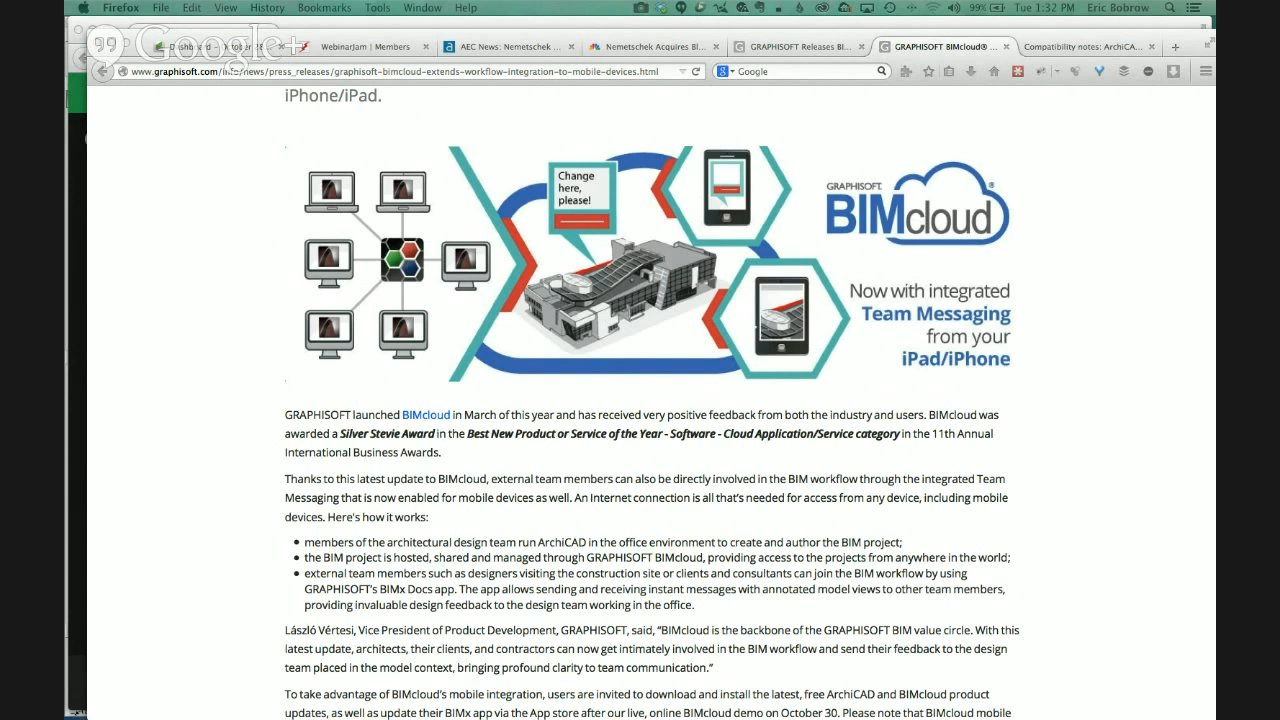 Firefox File Edit View History Bookmarks Tools Window Help 99% Tue 1:32 PM Eric Bobrow
Google+
Dashboard - October 28 WebinarJam | Members AEC News: Nemetschek ... Nemetschek Acquires Bl... GRAPHISOFT Releases BI... GRAPHISOFT BIMcloud® ... Compatibility notes: ArchiCA...
www.graphisoft.com/info/news/press_releases/graphisoft-bimcloud-extends-workflow-integration-to-mobile-devices.html Google
iPhone/iPad.
Change
here,
please!
GRAPHISOFT.
BIMcloud®
Now with integrated
Team Messaging
from your
iPad/iPhone
GRAPHISOFT launched BIMcloud in March of this year and has received very positive feedback from both the industry and users. BIMcloud was
awarded a Silver Stevie Award in the Best New Product or Service of the Year - Software - Cloud Application/Service category in the 11th Annual
International Business Awards.
Thanks to this latest update to BIMcloud, external team members can also be directly involved in the BIM workflow through the integrated Team
Messaging that is now enabled for mobile devices as well. An Internet connection is all that's needed for access from any device, including mobile
devices. Here's how it works:
members of the architectural design team run ArchiCAD in the office environment to create and author the BIM project;
the BIM project is hosted, shared and managed through GRAPHISOFT BIMcloud, providing access to the projects from anywhere in the world;
external team members such as designers visiting the construction site or clients and consultants can join the BIM workflow by using
GRAPHISOFT's BIMx Docs app. The app allows sending and receiving instant messages with annotated model views to other team members,
providing invaluable design feedback to the design team working in the office.
László Vértesi, Vice President of Product Development, GRAPHISOFT, said, “BIMcloud is the backbone of the GRAPHISOFT BIM value circle. With this
latest update, architects, their clients, and contractors can now get intimately involved in the BIM workflow and send their feedback to the design
team placed in the model context, bringing profound clarity to team communication.”
To take advantage of BIMcloud's mobile integration, users are invited to download and install the latest, free ArchiCAD and BIMcloud product
updates, as well as update their BIMx app via the App store after our live, online BIMcloud demo on October 30. Please note that BIMcloud mobile